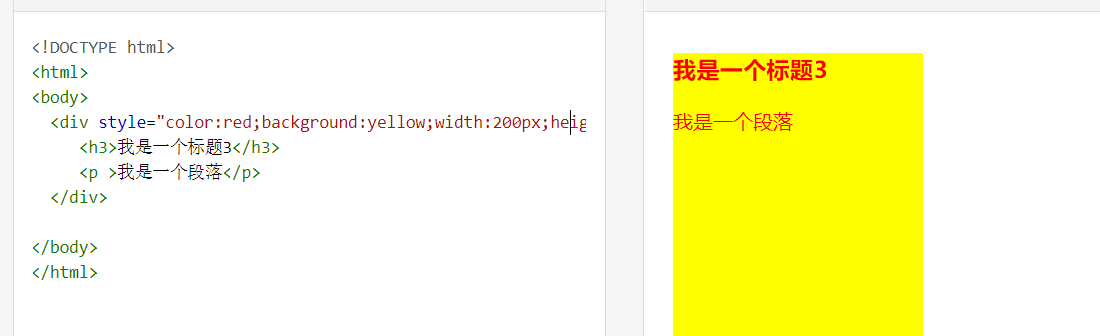 <!DOCTYPE html>
<html>
<body>
<div style="color:red;background:yellow;width:200px;heig
<h3>我是一个标题3</h3>
<p >我是一个段落</p>
</div>
</body>
</html>
我是一个标题3
我是一个段落